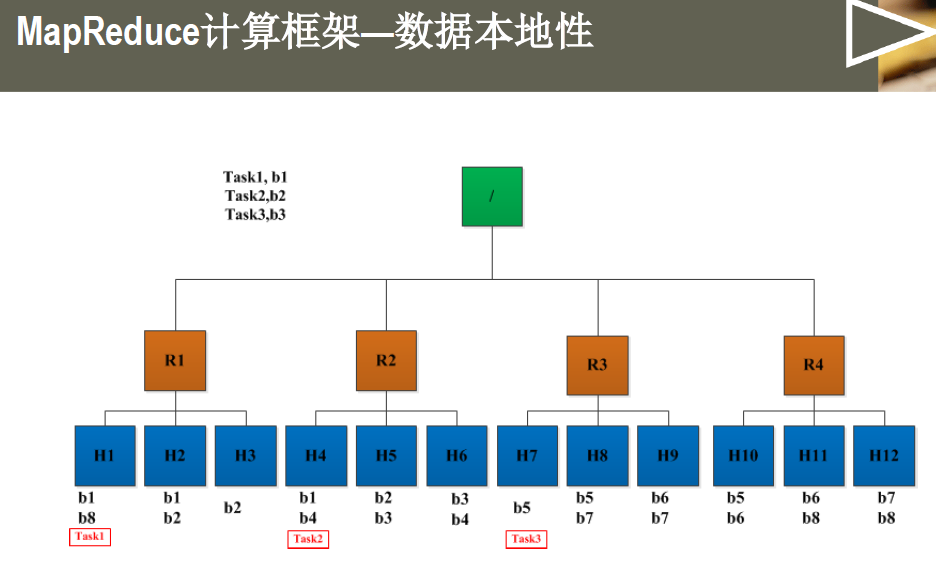 MapReduce计算框架—数据本地性
Task1, b1
Task2,b2
Task3,b3
/
R1 R2 R3 R4
H1 H2 H3 H4 H5 H6 H7 H8 H9 H10 H11 H12
b1 b1 b2 b1 b2 b3 b5 b5 b6 b5 b6 b7
b8 b2 b4 b3 b4 b7 b7 b6 b8 b8
Task1 Task2 Task3